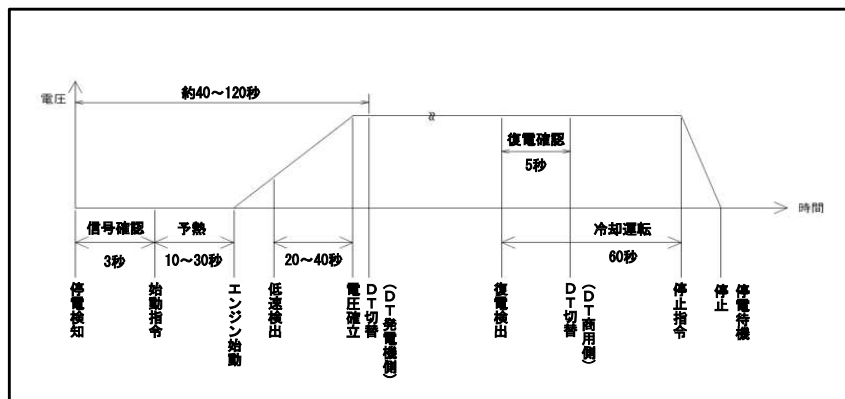 電圧
約40～120秒
復電確認
5秒
時間
信号確認
予熱
冷却運転
3秒
10～30秒
20～40秒
60秒
停電検知
始動指令
エンジン始動
低速検出
電圧確立
DT切替
(DT発電機側)
復電検出
DT切替
(DT商用側)
停止指令
停止
停電待機